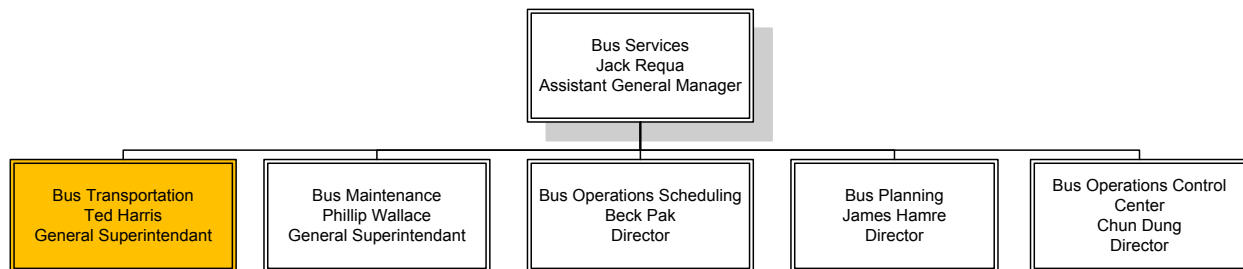 Bus Services
Jack Requa
Assistant General Manager
Bus Transportation
Ted Harris
General Superintendant
Bus Maintenance
Phillip Wallace
General Superintendant
Bus Operations Scheduling
Beck Pak
Director
Bus Planning
James Hamre
Director
Bus Operations Control
Center
Chun Dung
Director